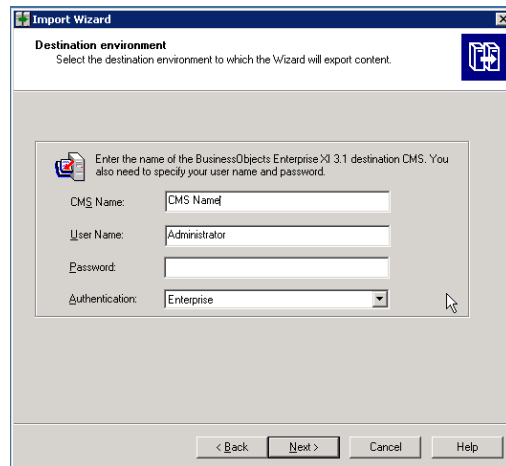 Import Wizard
Destination environment
Select the destination environment to which the Wizard will export content.
Enter the name of the BusinessObjects Enterprise XI 3.1 destination CMS. You
also need to specify your user name and password.
CMS Name: CMS Name
User Name: Administrator
Password:
Authentication: Enterprise
< Back Next > Cancel Help